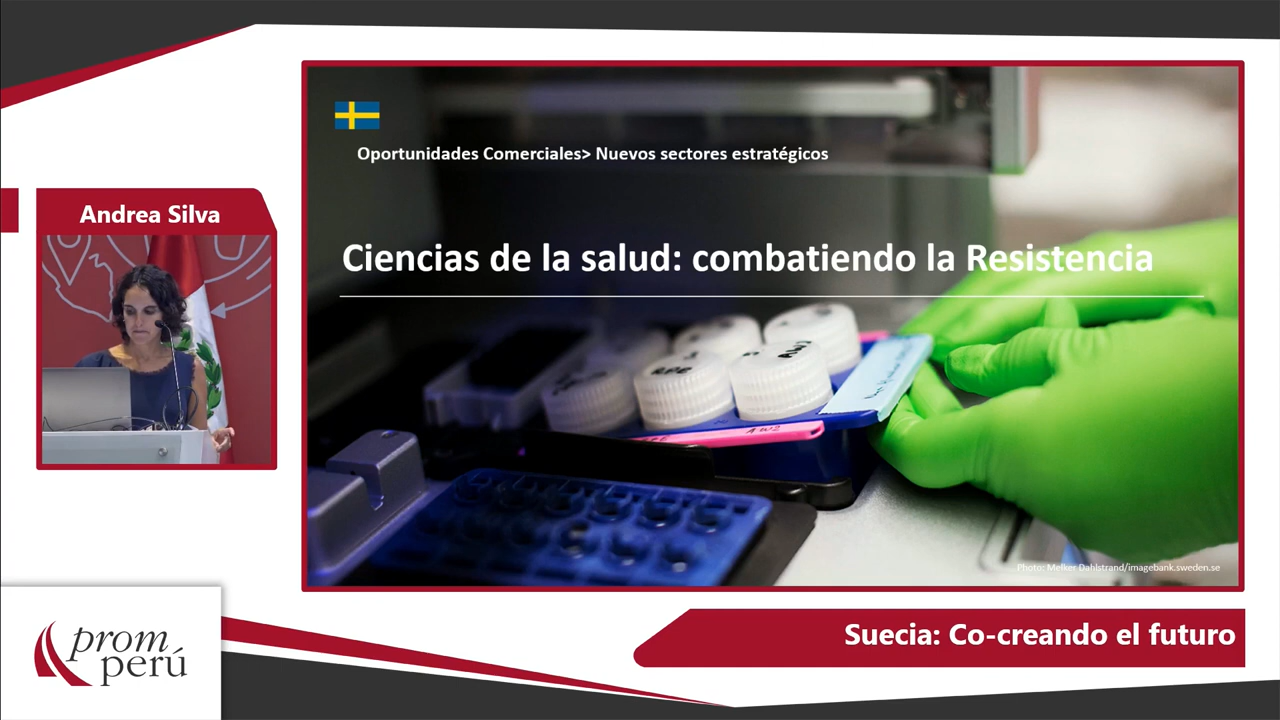 Oportunidades Comerciales> Nuevos sectores estratégicos
Andrea Silva
Ciencias de la salud: combatiendo la Resistencia
AW2
Photo: Melker Dahlstrand/imagebank.sweden.se
Suecia: Co-creando el futuro
prom
perú